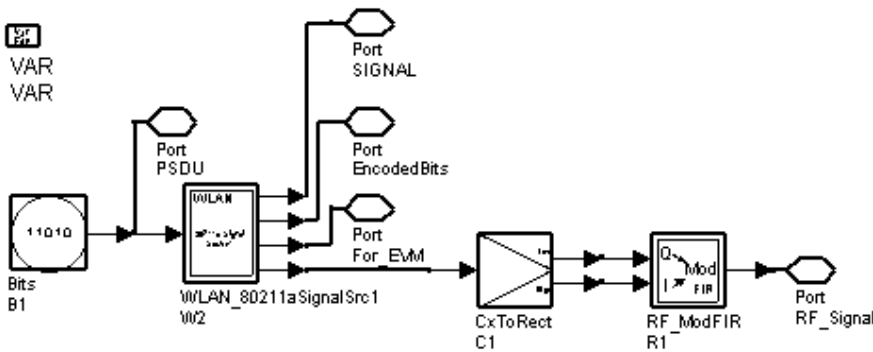 VAR
VAR
Port
SIGNAL
Port
PSDU
Port
EncodedBits
Port
For_EVM
11010
Bits
B1
WLAN
WLAN_80211aSignalSrc1
W2
CxToRect
C1
Q
I
Mod
FIR
RF_ModFIR
R1
Port
RF_Signal